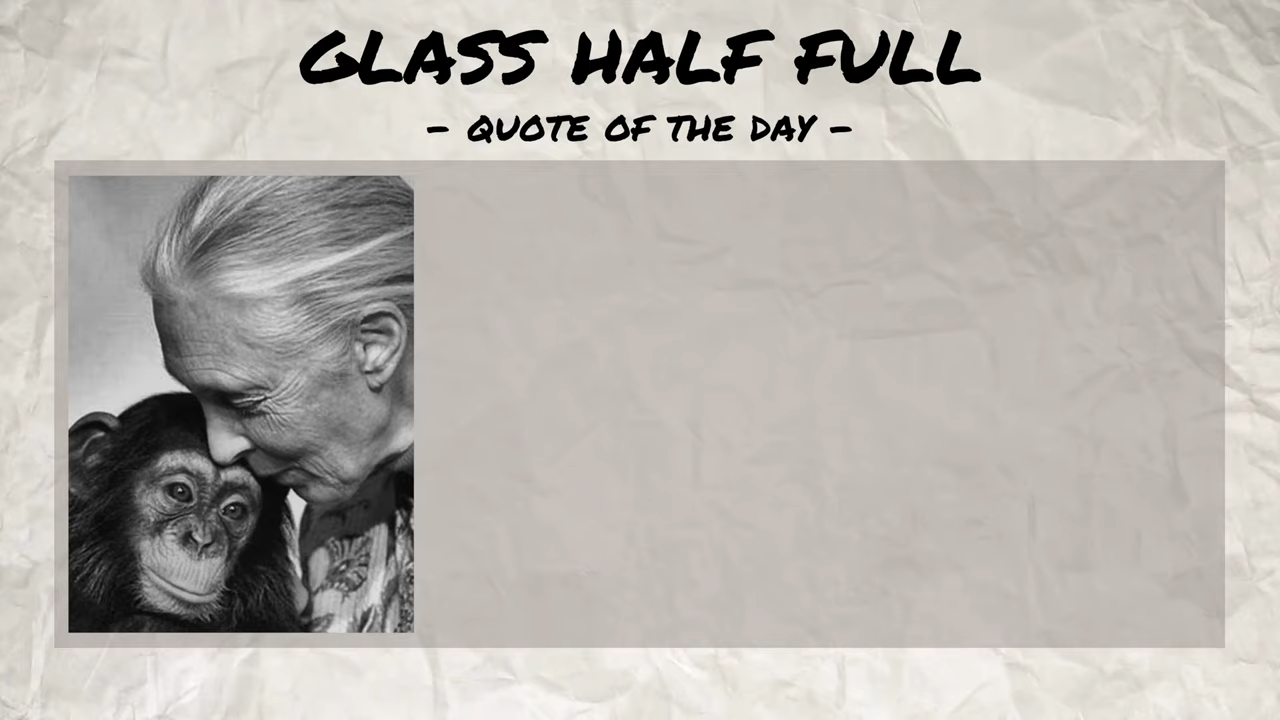 GLASS HALF FULL
- QUOTE OF THE DAY -